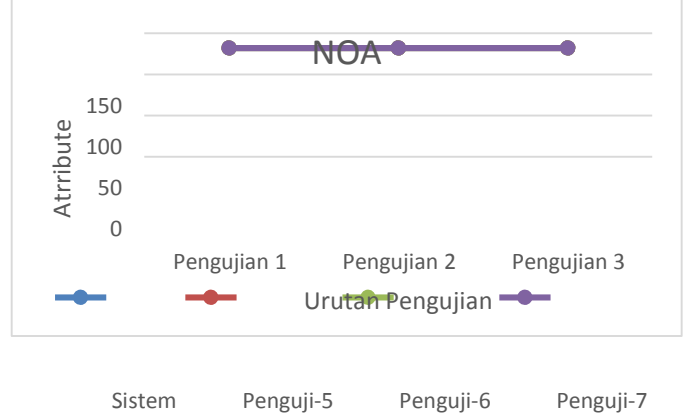 NOA
Atrribute
150
100
50
0
Pengujian 1 Pengujian 2 Pengujian 3
Urutan Pengujian
Sistem Penguji-5 Penguji-6 Penguji-7